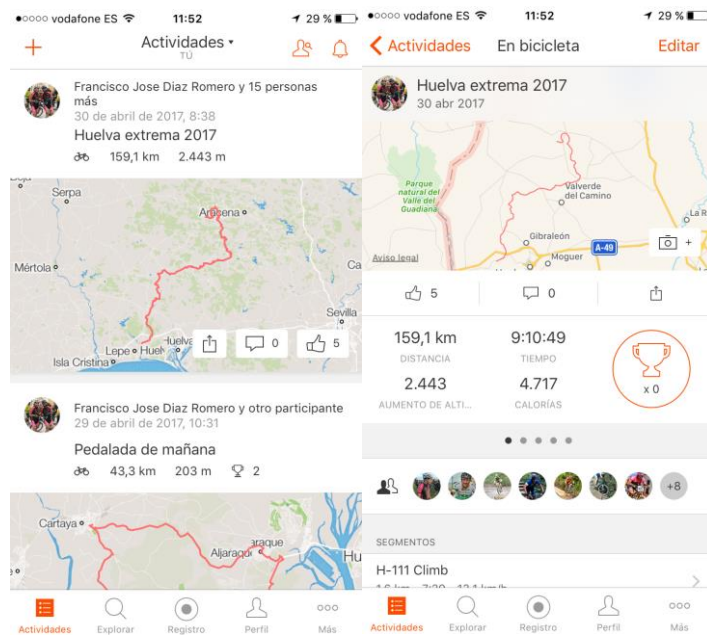 vodafone ES 11:52 29 %
Actividades
TÚ
Francisco Jose Diaz Romero y 15 personas
más
30 de abril de 2017, 8:38
Huelva extrema 2017
159,1 km 2.443 m
Serpa
Aracena
Mértola
Sevilla
Huelva
Lepe
Isla Cristina
0
5
Francisco Jose Diaz Romero y otro participante
29 de abril de 2017, 10:31
Pedalada de mañana
43,3 km 203 m 2
Cartaya
Aljaraque
Actividades Explorar Registro Perfil Más
vodafone ES 11:52 29 %
Actividades En bicicleta Editar
Huelva extrema 2017
30 abr 2017
Parque
natural del
Valle del
Guadiana
Valverde
del Camino
Gibraleón
A-49
Moguer
Aviso legal
+
5 0
159,1 km 9:10:49
DISTANCIA TIEMPO
x 0
2.443 4.717
AUMENTO DE ALTI... CALORÍAS
+8
SEGMENTOS
H-111 Climb
Actividades Explorar Registro Perfil Más